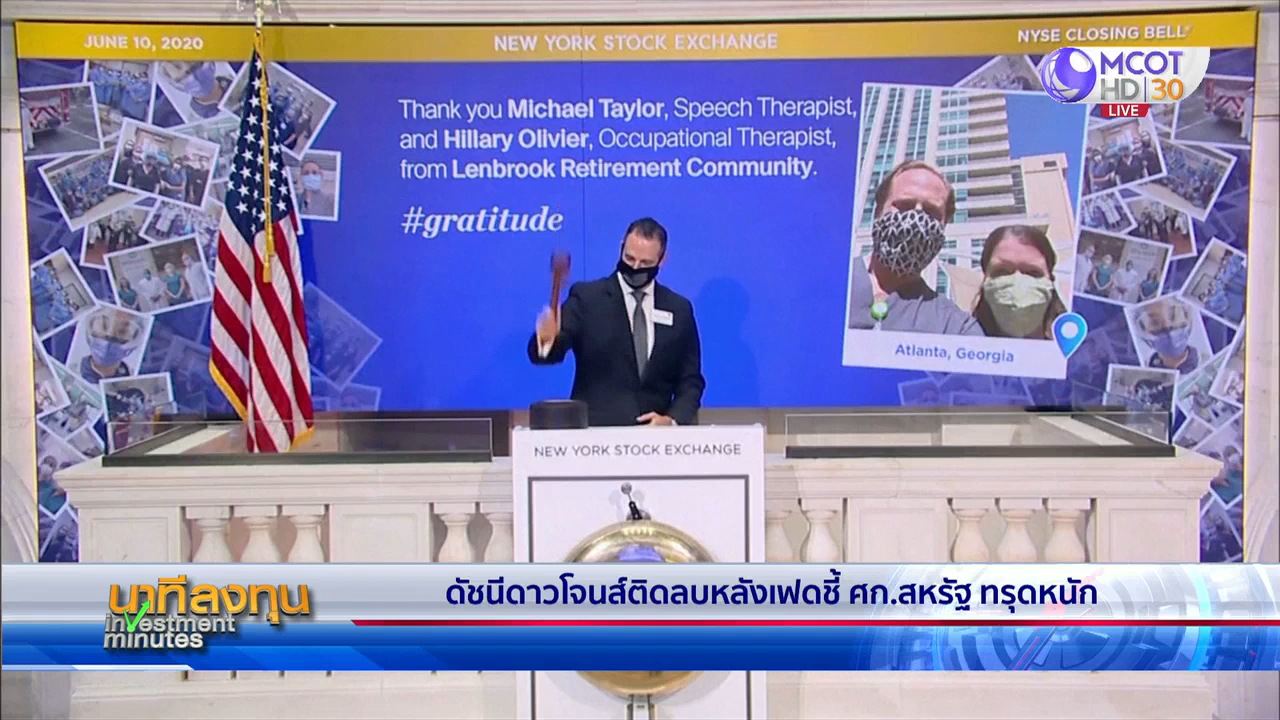 JUNE 10, 2020
NEW YORK STOCK EXCHANGE
NYSE CLOSING BELL
MCOT
HD 30
LIVE
Thank you Michael Taylor, Speech Therapist,
and Hillary Olivier, Occupational Therapist,
from Lenbrook Retirement Community.
#gratitude
Atlanta, Georgia
NEW YORK STOCK EXCHANGE
นาทีลงทุน
investment
minutes
ดัชนีดาวโจนส์ติดลบหลังเฟดชี้ ศก.สหรัฐ ทรุดหนัก